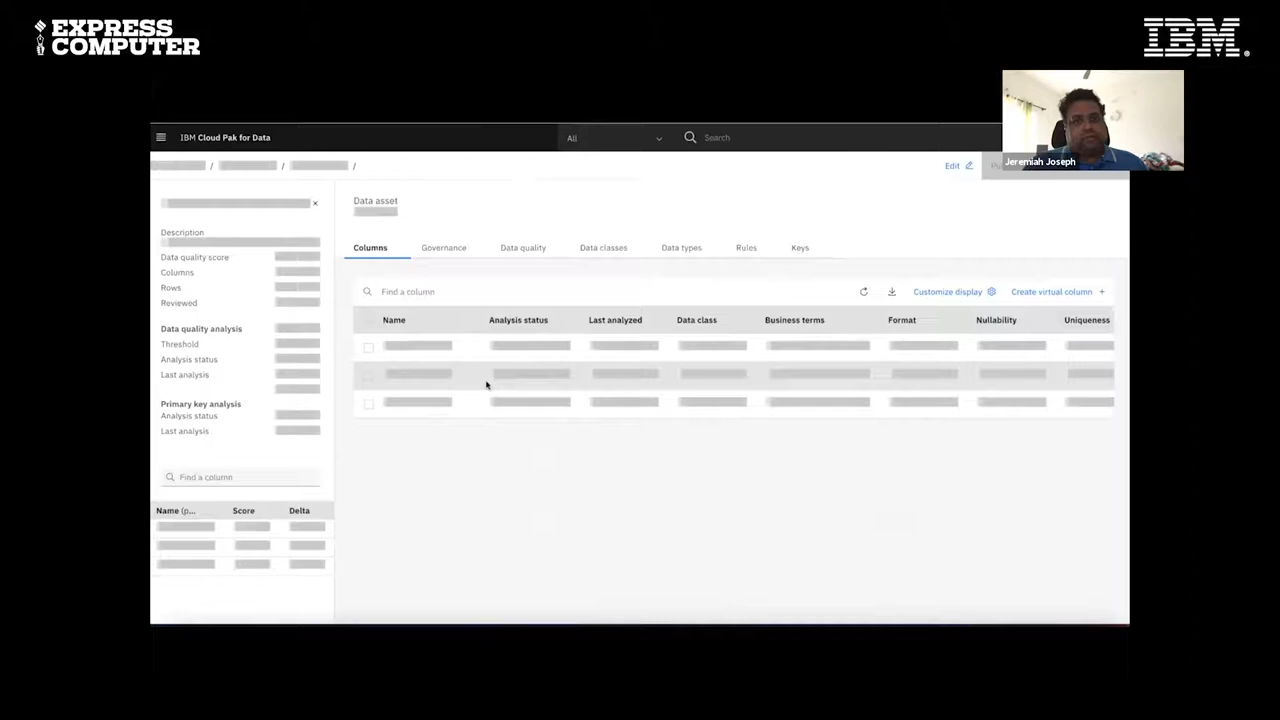 EXPRESS
COMPUTER
IBM
Jeremiah Joseph
IBM Cloud Pak for Data
All
Search
/ / /
Edit
Data asset
Description
Data quality score
Columns
Rows
Reviewed
Data quality analysis
Threshold
Analysis status
Last analysis
Primary key analysis
Analysis status
Last analysis
Find a column
Name (p... Score Delta
Columns Governance Data quality Data classes Data types Rules Keys
Find a column Customize display Create virtual column +
Name Analysis status Last analyzed Data class Business terms Format Nullability Uniqueness